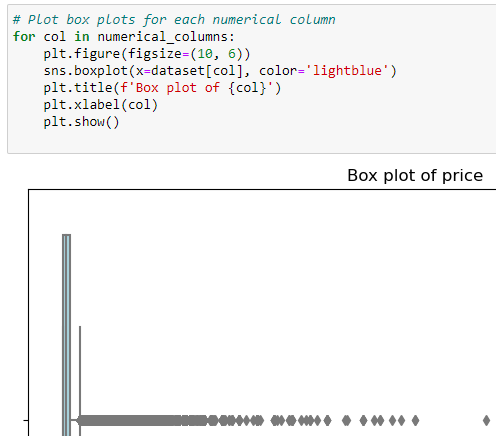 # Plot box plots for each numerical column
for col in numerical_columns:
    plt.figure(figsize=(10, 6))
    sns.boxplot(x=dataset[col], color='lightblue')
    plt.title(f'Box plot of {col}')
    plt.xlabel(col)
    plt.show()
Box plot of price